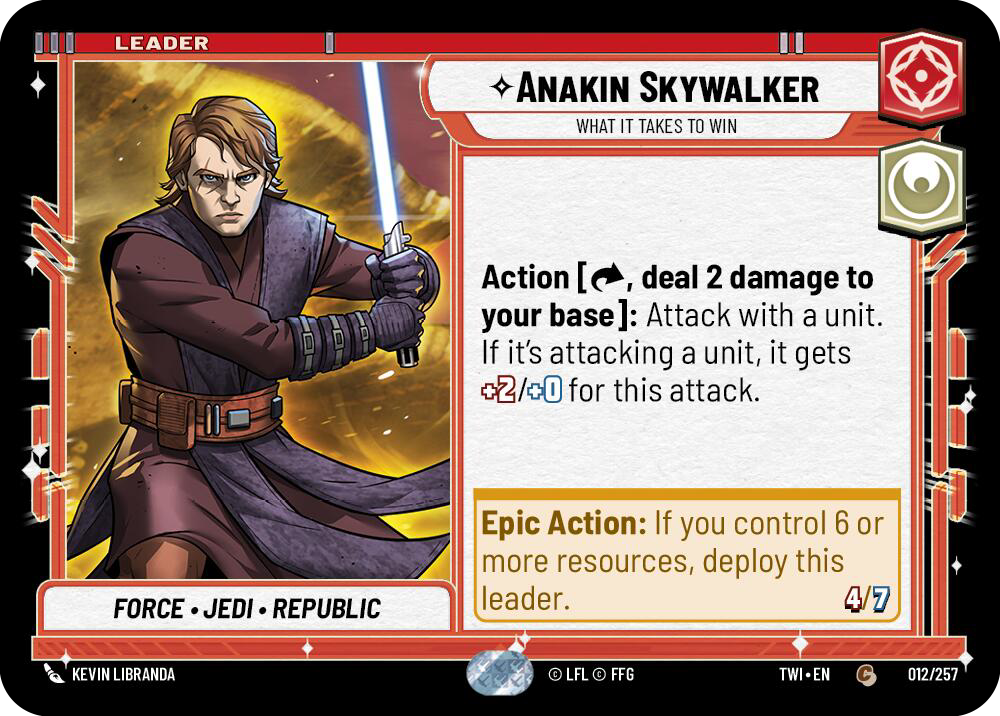 LEADER
ANAKIN SKYWALKER
WHAT IT TAKES TO WIN
Action [, deal 2 damage to
your base]: Attack with a unit.
If it's attacking a unit, it gets
+2/+0 for this attack.
Epic Action: If you control 6 or
more resources, deploy this
leader. 4/7
FORCE • JEDI • REPUBLIC
KEVIN LIBRANDA
© LFL © FFG
TWI • EN
C
012/257